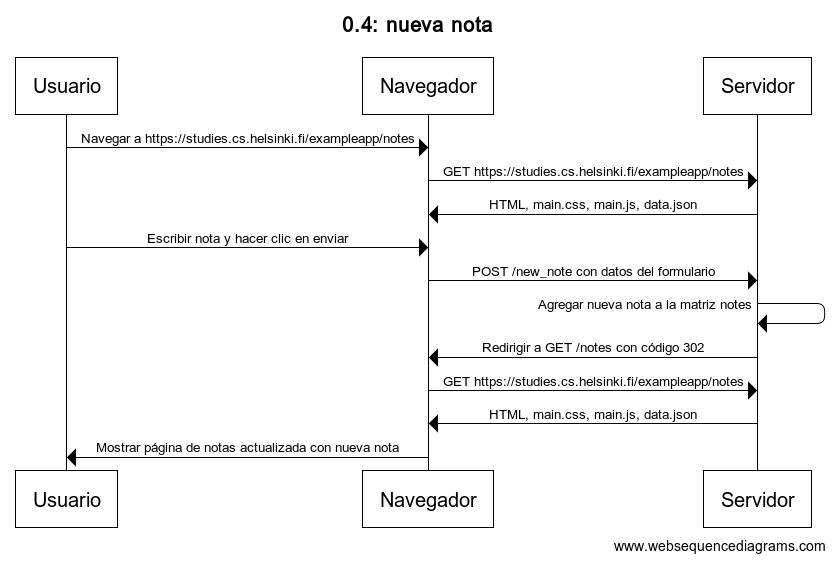 0.4: nueva nota
Usuario
Navegador
Servidor
Navegar a https://studies.cs.helsinki.fi/exampleapp/notes
GET https://studies.cs.helsinki.fi/exampleapp/notes
HTML, main.css, main.js, data.json
Escribir nota y hacer clic en enviar
POST /new_note con datos del formulario
Agregar nueva nota a la matriz notes
Redirigir a GET /notes con código 302
GET https://studies.cs.helsinki.fi/exampleapp/notes
HTML, main.css, main.js, data.json
Mostrar página de notas actualizada con nueva nota
Usuario
Navegador
Servidor
www.websequencediagrams.com